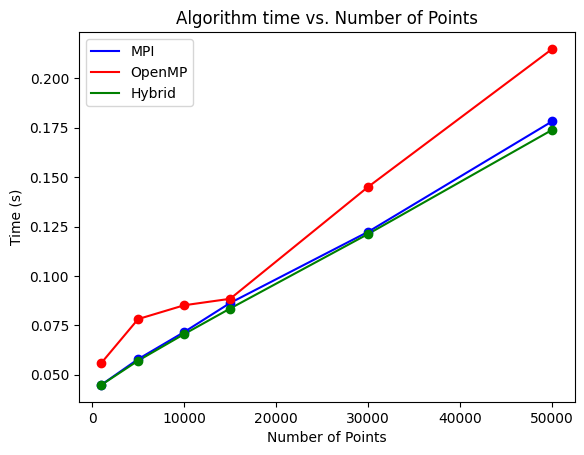 Algorithm time vs. Number of Points
MPI
OpenMP
Hybrid
Time (s)
0.200
0.175
0.150
0.125
0.100
0.075
0.050
0
10000
20000
30000
40000
50000
Number of Points